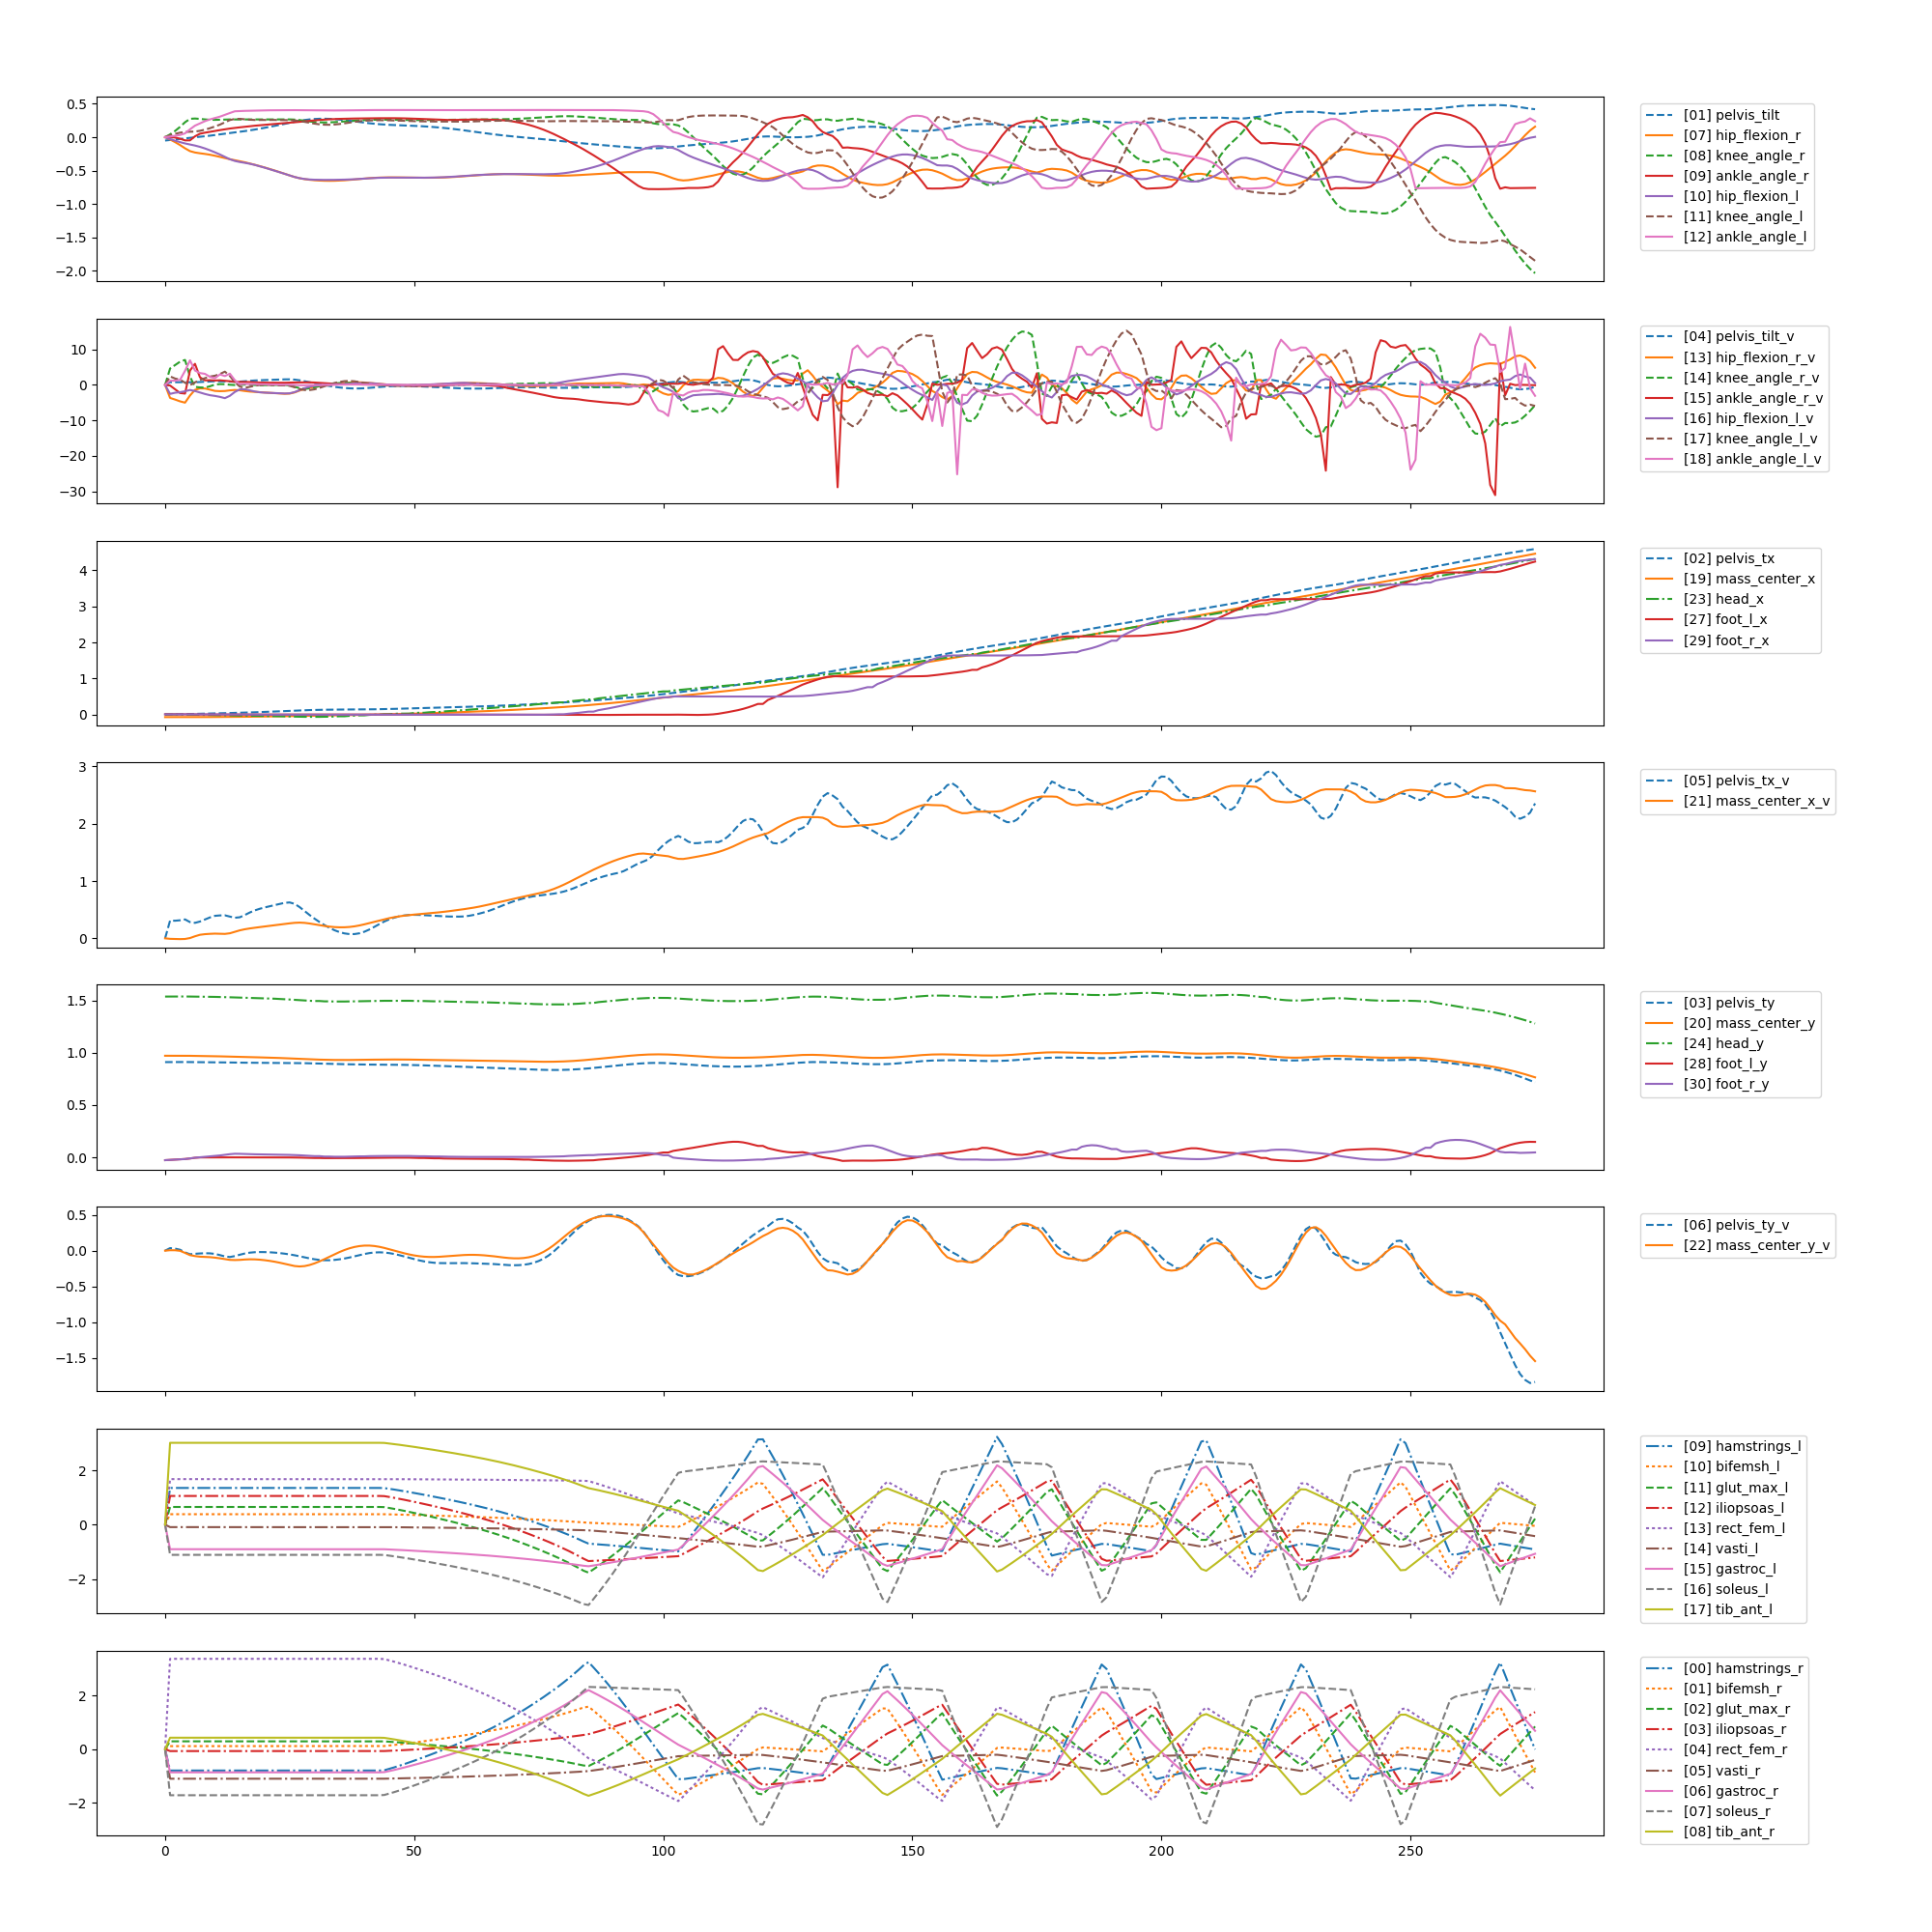 0.5
0.0
−0.5
−1.0
−1.5
−2.0
[01] pelvis_tilt
[07] hip_flexion_r
[08] knee_angle_r
[09] ankle_angle_r
[10] hip_flexion_l
[11] knee_angle_l
[12] ankle_angle_l
10
0
−10
−20
−30
[04] pelvis_tilt_v
[13] hip_flexion_r_v
[14] knee_angle_r_v
[15] ankle_angle_r_v
[16] hip_flexion_l_v
[17] knee_angle_l_v
[18] ankle_angle_l_v
4
3
2
1
0
[02] pelvis_tx
[19] mass_center_x
[23] head_x
[27] foot_l_x
[29] foot_r_x
3
2
1
0
[05] pelvis_tx_v
[21] mass_center_x_v
1.5
1.0
0.5
0.0
[03] pelvis_ty
[20] mass_center_y
[24] head_y
[28] foot_l_y
[30] foot_r_y
0.5
0.0
−0.5
−1.0
−1.5
[06] pelvis_ty_v
[22] mass_center_y_v
2
0
−2
[09] hamstrings_l
[10] bifemsh_l
[11] glut_max_l
[12] iliopsoas_l
[13] rect_fem_l
[14] vasti_l
[15] gastroc_l
[16] soleus_l
[17] tib_ant_l
2
0
−2
[00] hamstrings_r
[01] bifemsh_r
[02] glut_max_r
[03] iliopsoas_r
[04] rect_fem_r
[05] vasti_r
[06] gastroc_r
[07] soleus_r
[08] tib_ant_r
0 50 100 150 200 250